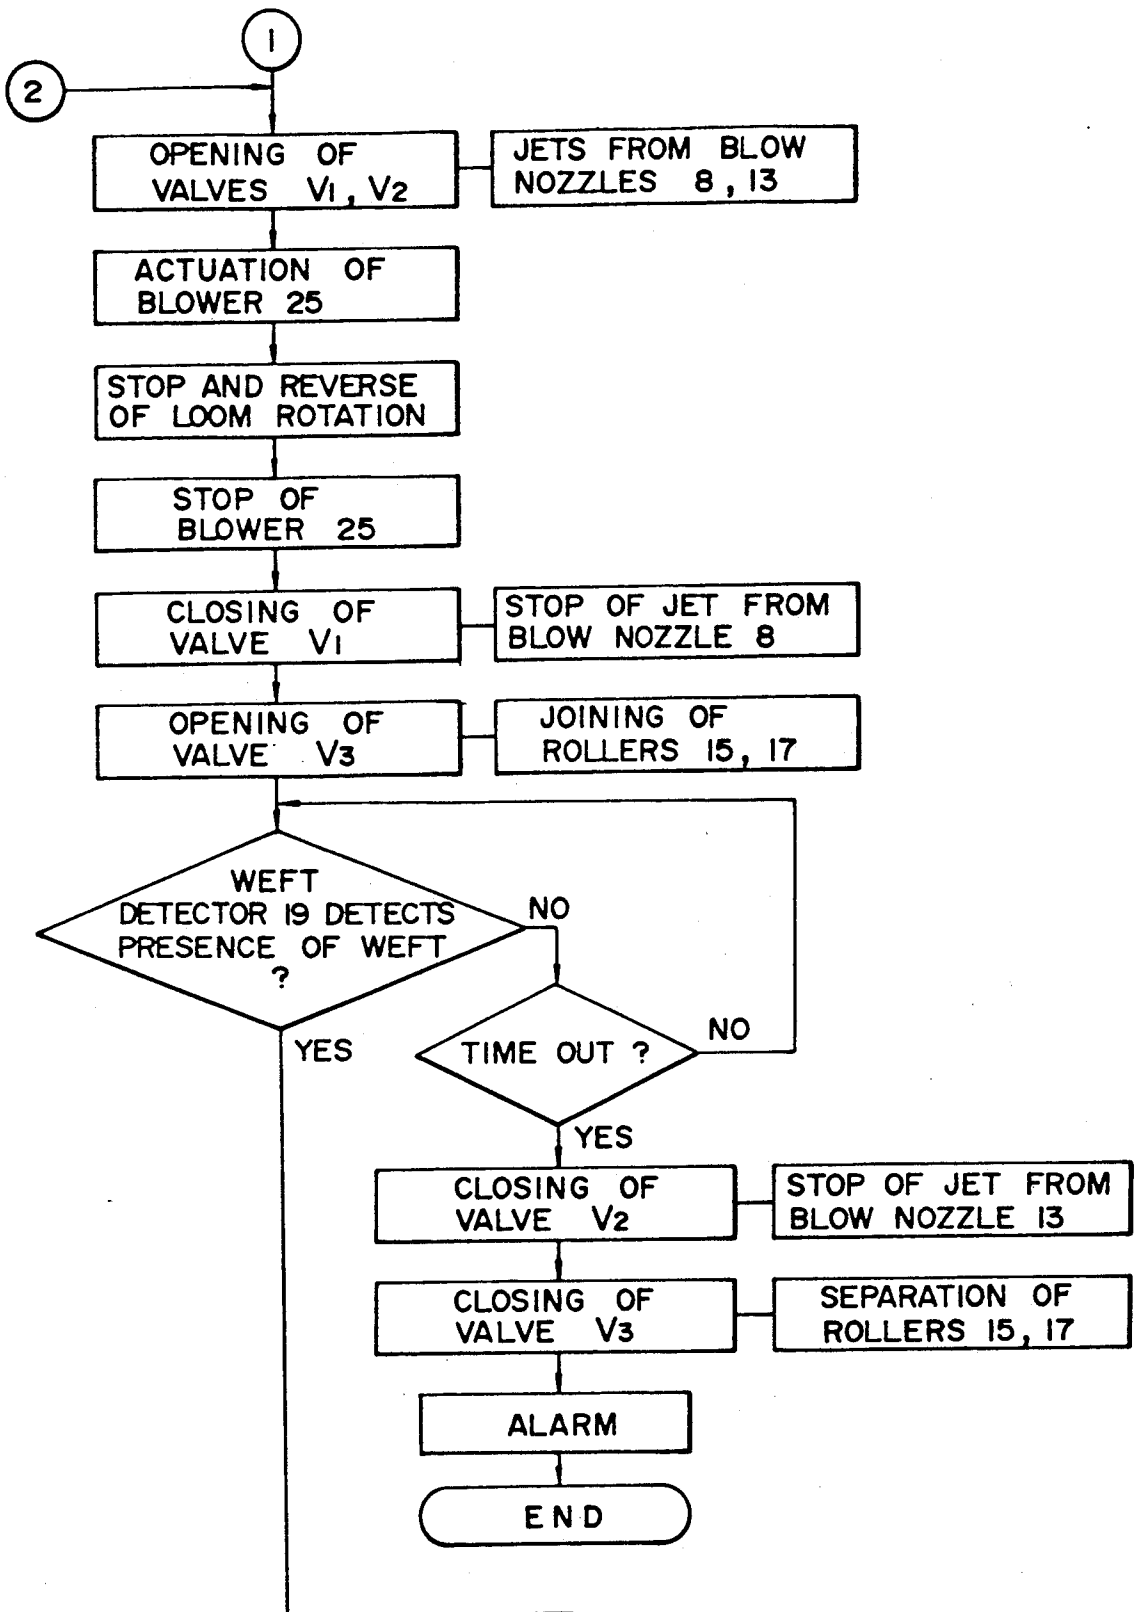 1
2
OPENING OF
VALVES V1, V2
JETS FROM BLOW
NOZZLES 8, 13
ACTUATION OF
BLOWER 25
STOP AND REVERSE
OF LOOM ROTATION
STOP OF
BLOWER 25
CLOSING OF
VALVE V1
STOP OF JET FROM
BLOW NOZZLE 8
OPENING OF
VALVE V3
JOINING OF
ROLLERS 15, 17
WEFT
DETECTOR 19 DETECTS
PRESENCE OF WEFT
?
NO
YES
TIME OUT ?
NO
YES
CLOSING OF
VALVE V2
STOP OF JET FROM
BLOW NOZZLE 13
CLOSING OF
VALVE V3
SEPARATION OF
ROLLERS 15, 17
ALARM
END